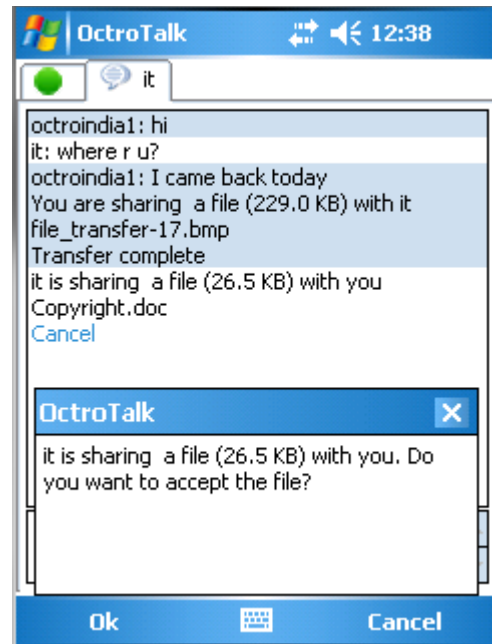 OctroTalk 12:38
it
octroindia1: hi
it: where r u?
octroindia1: I came back today
You are sharing  a file (229.0 KB) with it
file_transfer-17.bmp
Transfer complete
it is sharing  a file (26.5 KB) with you
Copyright.doc
Cancel
OctroTalk
it is sharing  a file (26.5 KB) with you. Do
you want to accept the file?
Ok Cancel